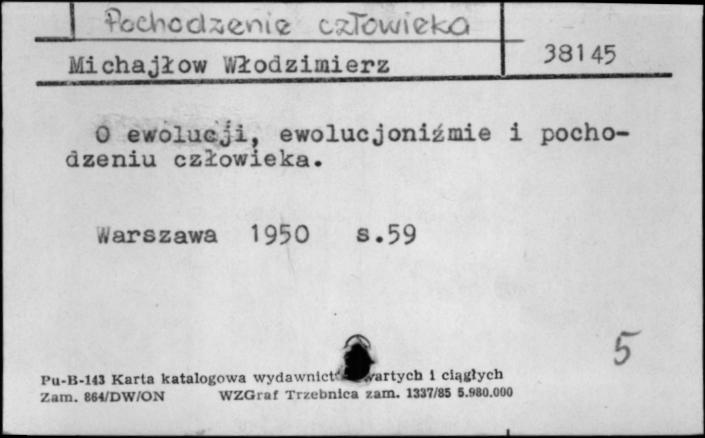 Pochodzenie człowieka
Michajłow Włodzimierz
38145
O ewolucji, ewolucjoniźmie i pocho-
dzeniu człowieka.
Warszawa 1950 s.59
5
Pu-B-143 Karta katalogowa wydawnict wartych i ciągłych
Zam. 864/DW/ON WZGraf Trzebnica zam. 1337/85 5.980.000